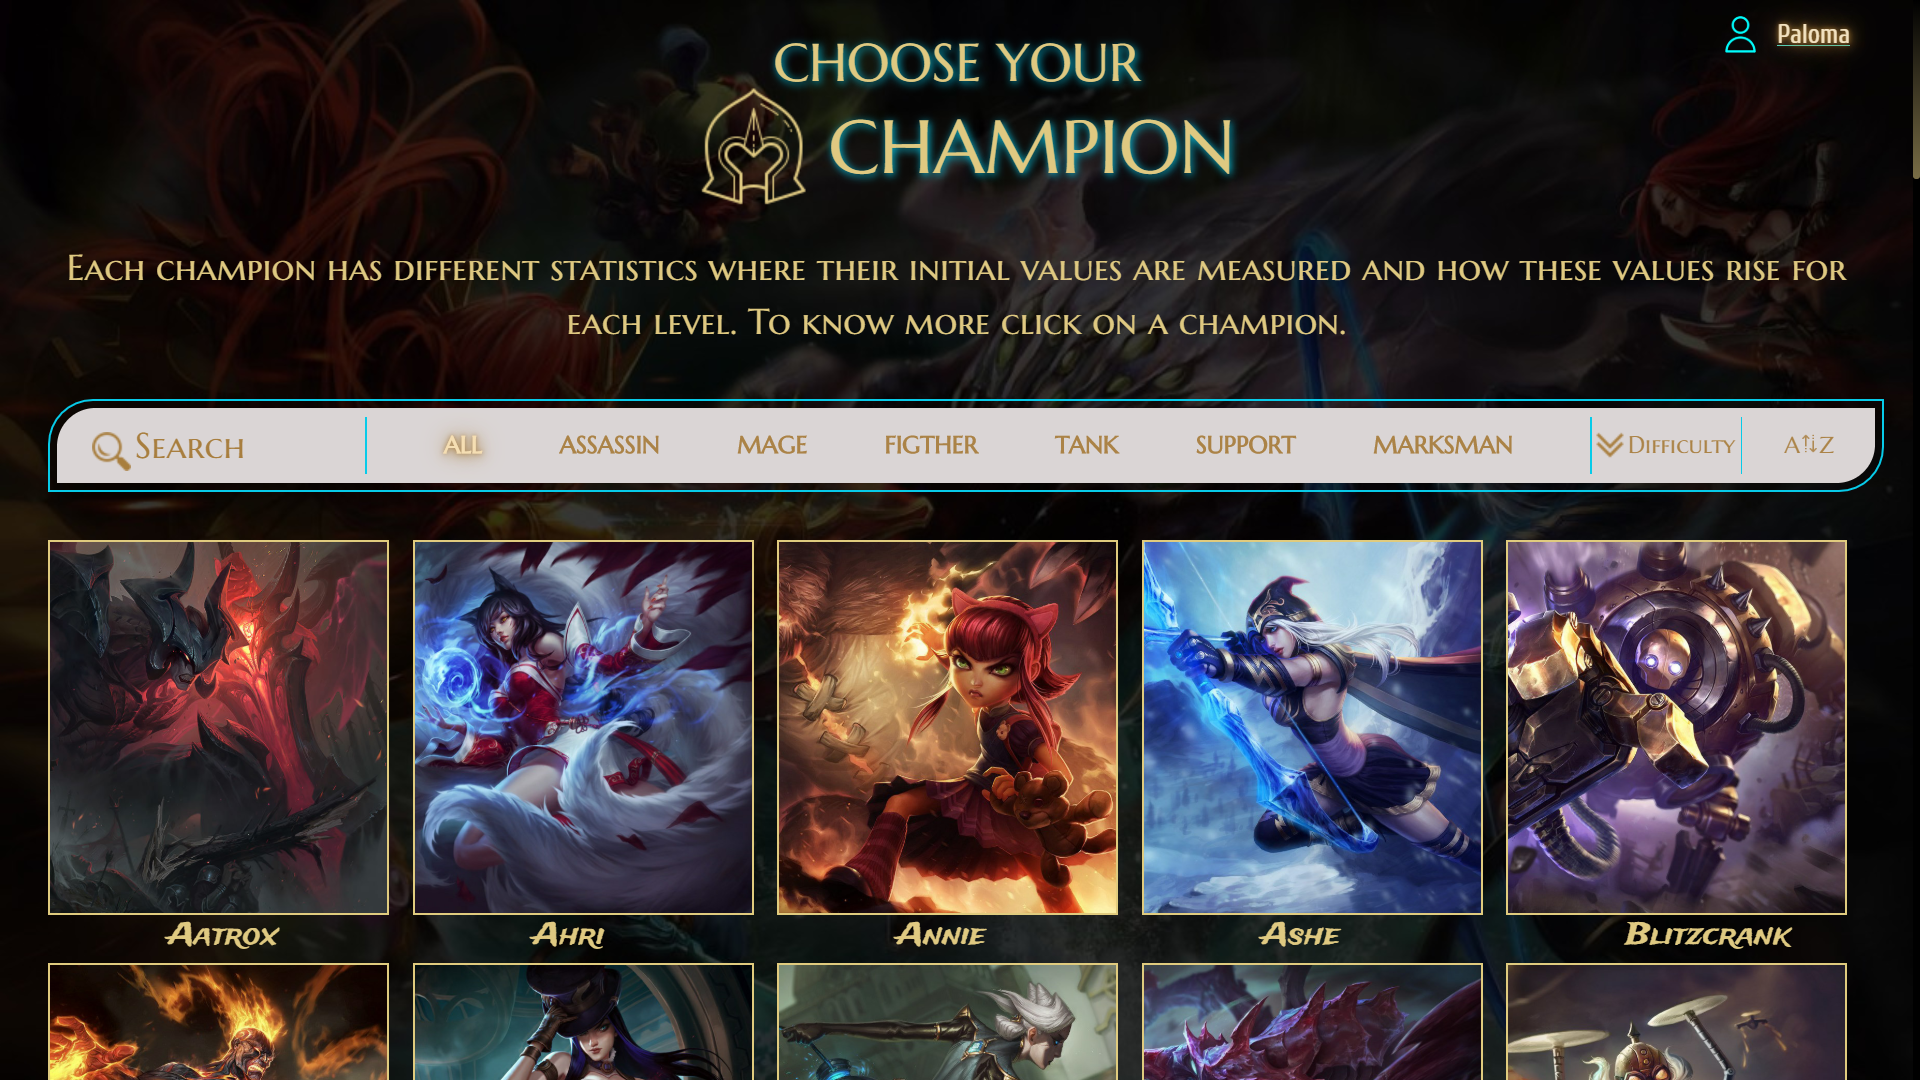 Paloma
CHOOSE YOUR
CHAMPION
Each champion has different statistics where their initial values are measured and how these values rise for
each level. To know more click on a champion.
Search ALL ASSASSIN MAGE FIGTHER TANK SUPPORT MARKSMAN Difficulty A Z
Aatrox Ahri Annie Ashe Blitzcrank